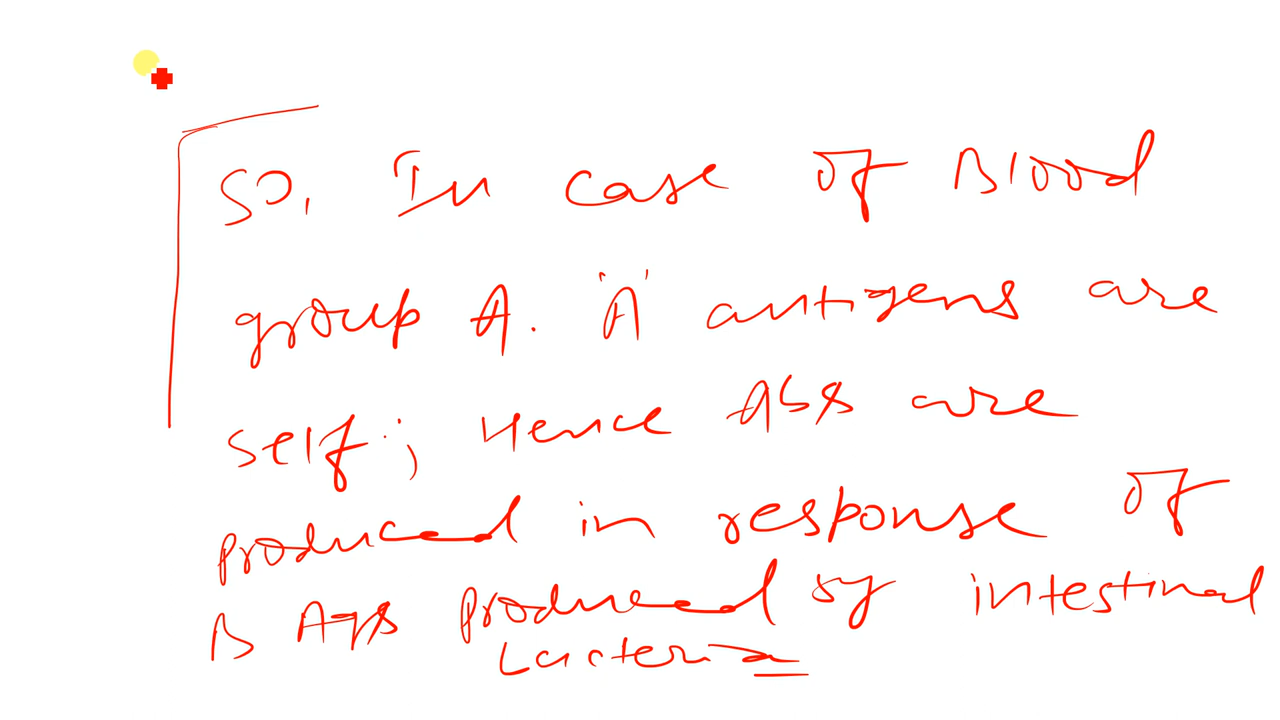 So, In case of Blood
group A. 'A' antigens are
self; Hence Abs are
produced in response of
B Ags produced by intestinal
bacteria